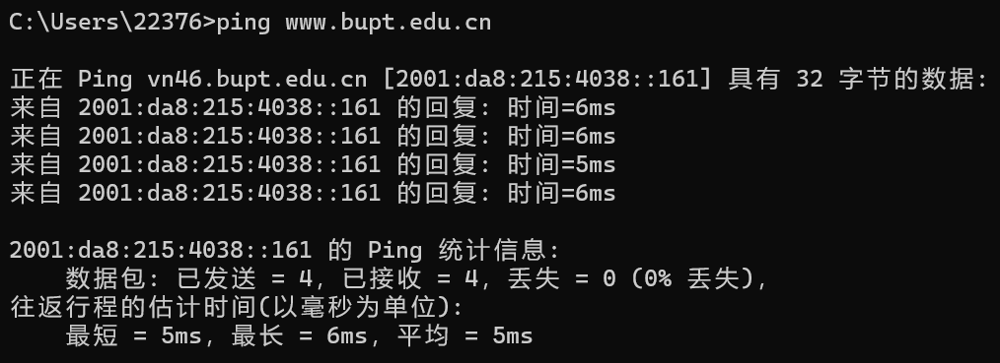 C:\Users\22376>ping www.bupt.edu.cn
正在 Ping vn46.bupt.edu.cn [2001:da8:215:4038::161] 具有 32 字节的数据:
来自 2001:da8:215:4038::161 的回复: 时间=6ms
来自 2001:da8:215:4038::161 的回复: 时间=6ms
来自 2001:da8:215:4038::161 的回复: 时间=5ms
来自 2001:da8:215:4038::161 的回复: 时间=6ms
2001:da8:215:4038::161 的 Ping 统计信息:
    数据包: 已发送 = 4，已接收 = 4，丢失 = 0 (0% 丢失)，
往返行程的估计时间(以毫秒为单位):
    最短 = 5ms，最长 = 6ms，平均 = 5ms